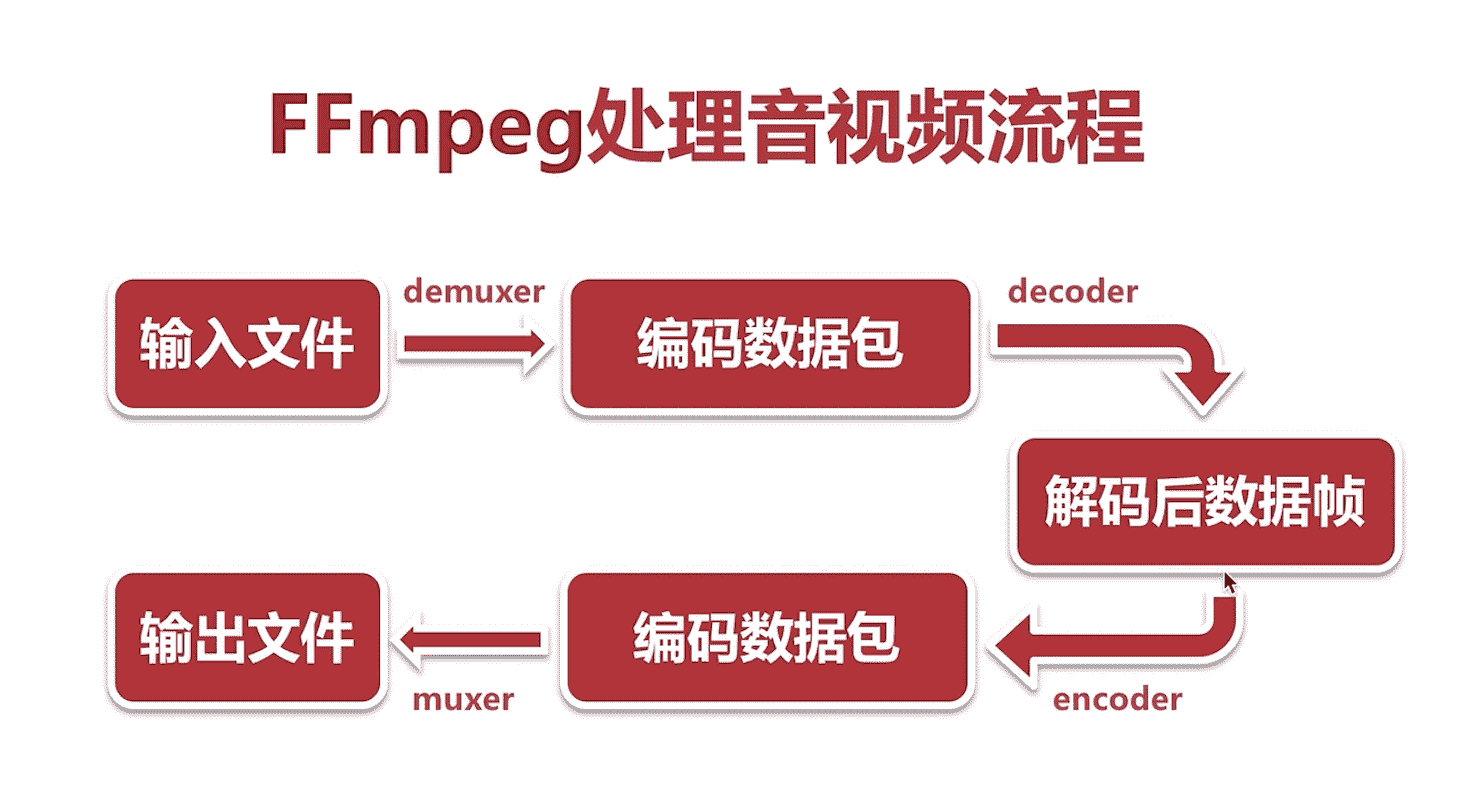 FFmpeg处理音视频流程
输入文件
demuxer
编码数据包
decoder
解码后数据帧
encoder
编码数据包
muxer
输出文件